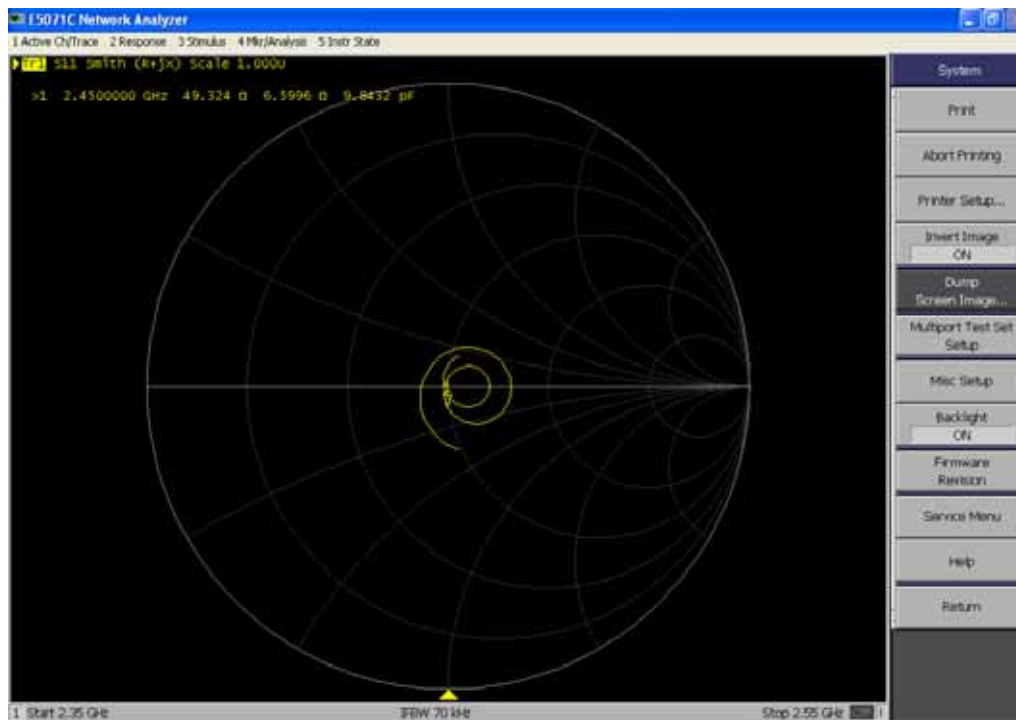 E5071C Network Analyzer
1 Active Ch/Trace 2 Response 3 Stimulus 4 Mkr/Analysis 5 Instr State
Tr1 S11 Smith (R+jX) Scale 1.000U
>1 2.4500000 GHz 49.324 Ω 6.5996 Ω 9.8432 pF
System
Print
Abort Printing
Printer Setup...
Invert Image
ON
Dump
Screen Image...
Multiport Test Set
Setup
Misc Setup
Backlight
ON
Firmware
Revision
Service Menu
Help
Return
1 Start 2.35 GHz IFBW 70 kHz Stop 2.55 GHz